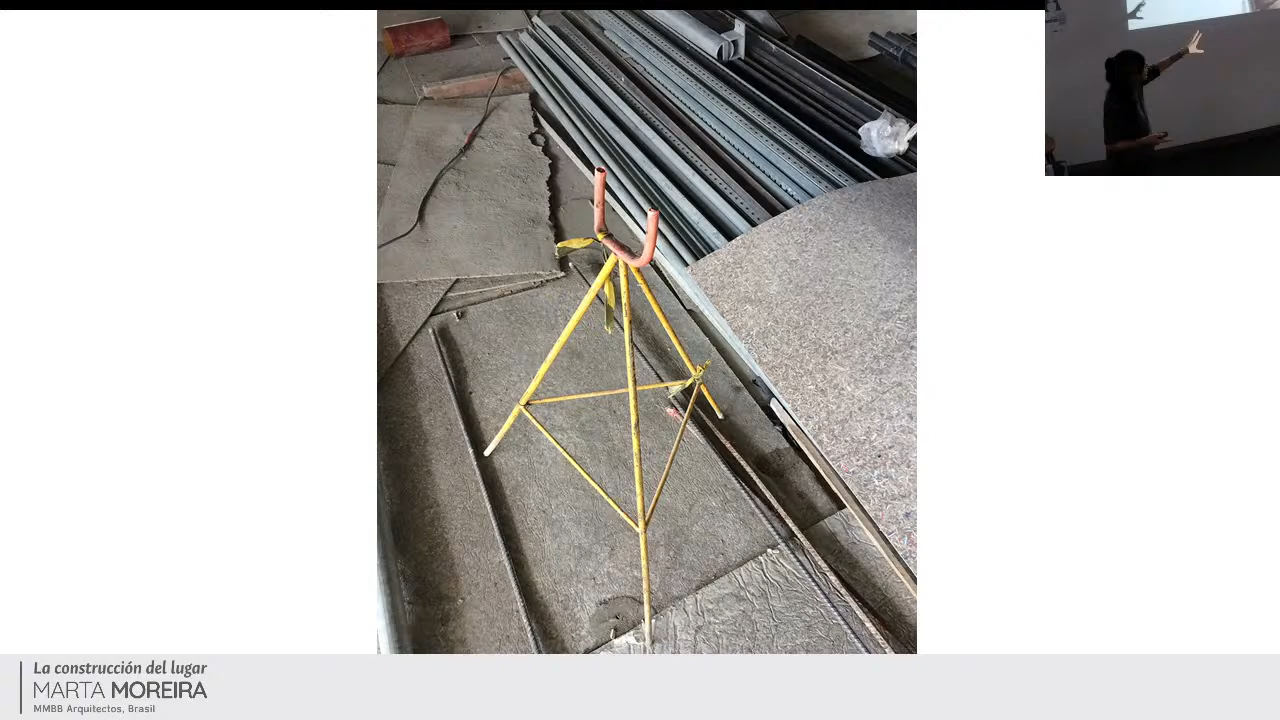 La construcción del lugar
MARTA MOREIRA
MMBB Arquitectos, Brasil